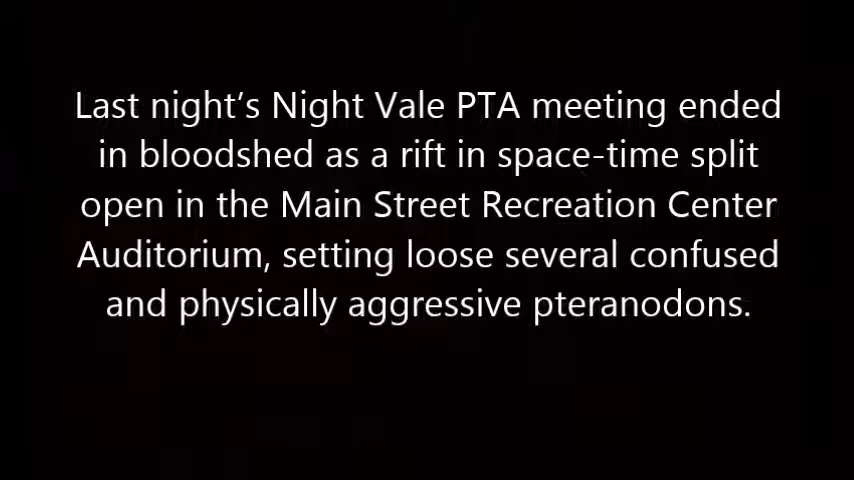 Last night’s Night Vale PTA meeting ended
in bloodshed as a rift in space-time split
open in the Main Street Recreation Center
Auditorium, setting loose several confused
and physically aggressive pteranodons.